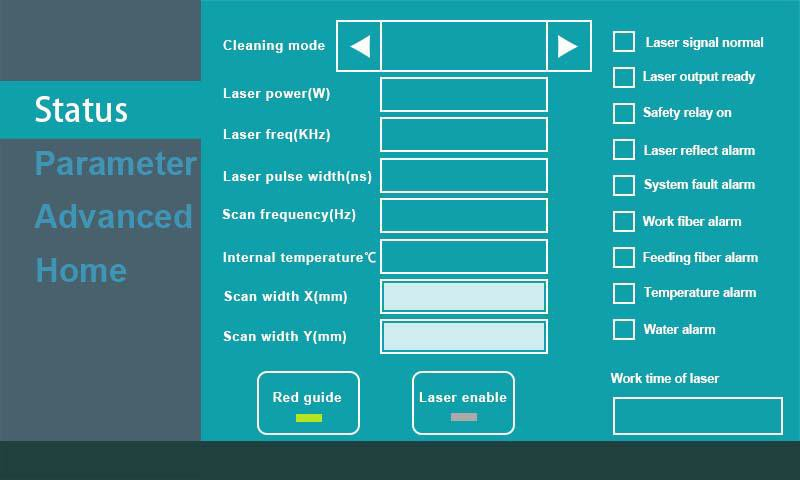 Status
Parameter
Advanced
Home
Cleaning mode
Laser power(W)
Laser freq(KHz)
Laser pulse width(ns)
Scan frequency(Hz)
Internal temperature℃
Scan width X(mm)
Scan width Y(mm)
Red guide
Laser enable
Laser signal normal
Laser output ready
Safety relay on
Laser reflect alarm
System fault alarm
Work fiber alarm
Feeding fiber alarm
Temperature alarm
Water alarm
Work time of laser